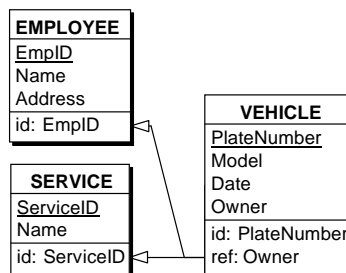 EMPLOYEE
EmpID
Name
Address
id: EmpID
SERVICE
ServiceID
Name
id: ServiceID
VEHICLE
PlateNumber
Model
Date
Owner
id: PlateNumber
ref: Owner